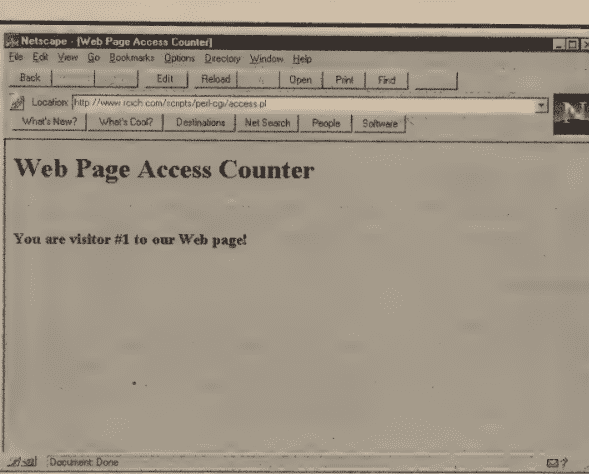 Netscape - [Web Page Access Counter]
File Edit View Go Bookmarks Options Directory Window Help
Back Edit Reload Open Print Find
Location: http://www.rcich.com/scripts/perl-cgi/access.pl
What's New? What's Cool? Destinations Net Search People Software
N
Web Page Access Counter
You are visitor #1 to our Web page!
Document: Done